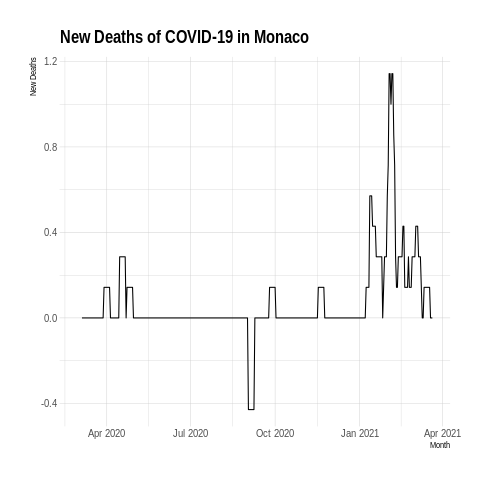 New Deaths of COVID-19 in Monaco
New Deaths
1.2
0.8
0.4
0.0
-0.4
Apr 2020 Jul 2020 Oct 2020 Jan 2021 Apr 2021
Month